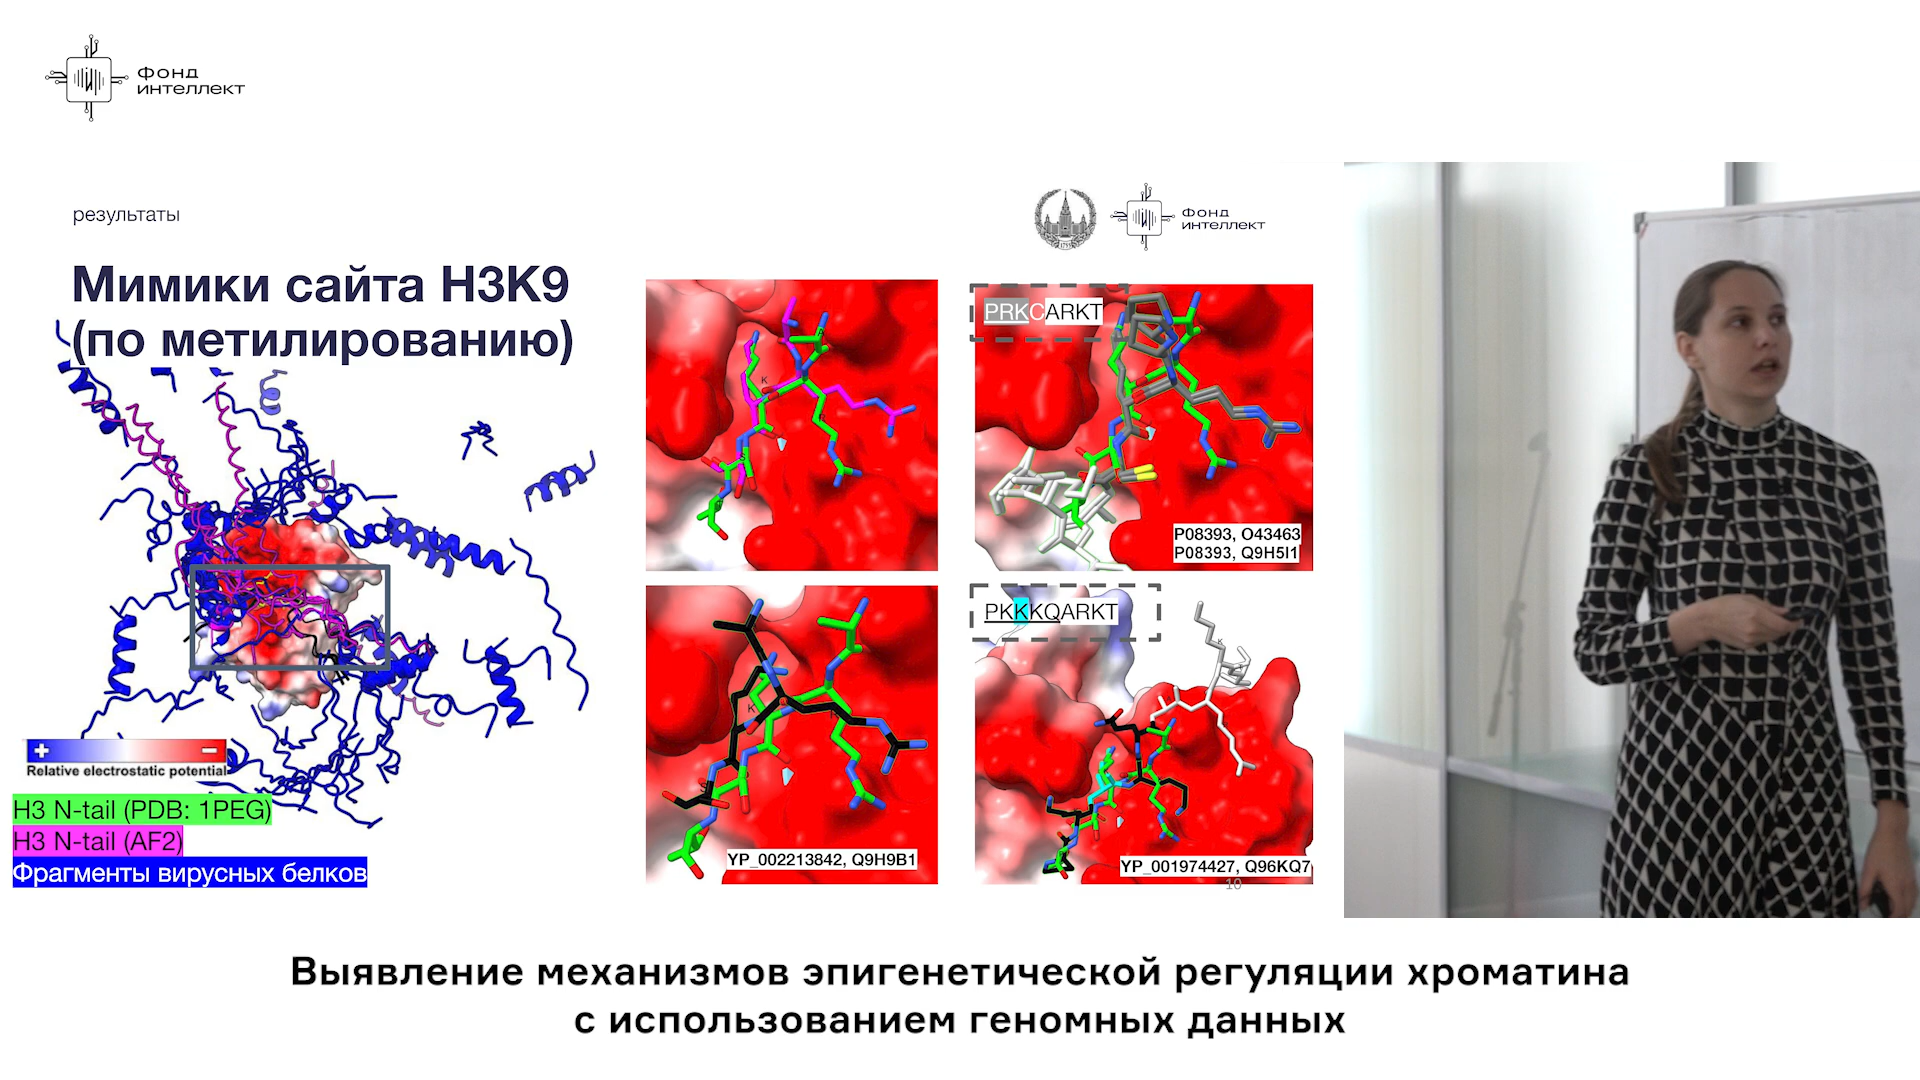 Фонд
интеллект
результаты
Фонд
интеллект
Мимики сайта H3K9
(по метилированию)
PRKCARKT
K
P08393, O43463
P08393, Q9H5I1
PKKKQARKT
K
YP_002213842, Q9H9B1
YP_001974427, Q96KQ7
10
+ −
Relative electrostatic potential
H3 N-tail (PDB: 1PEG)
H3 N-tail (AF2)
Фрагменты вирусных белков
Выявление механизмов эпигенетической регуляции хроматина
с использованием геномных данных